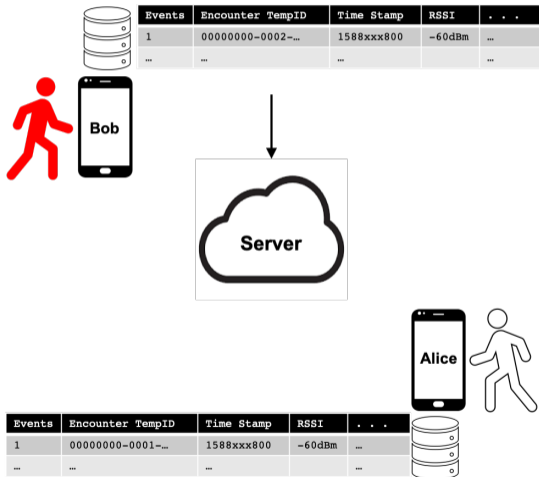 Events Encounter TempID Time Stamp RSSI . . .
1 00000000-0002-… 1588xxx800 -60dBm …
… … …
Bob
Server
Alice
Events Encounter TempID Time Stamp RSSI . . .
1 00000000-0001-… 1588xxx800 -60dBm …
… … … …